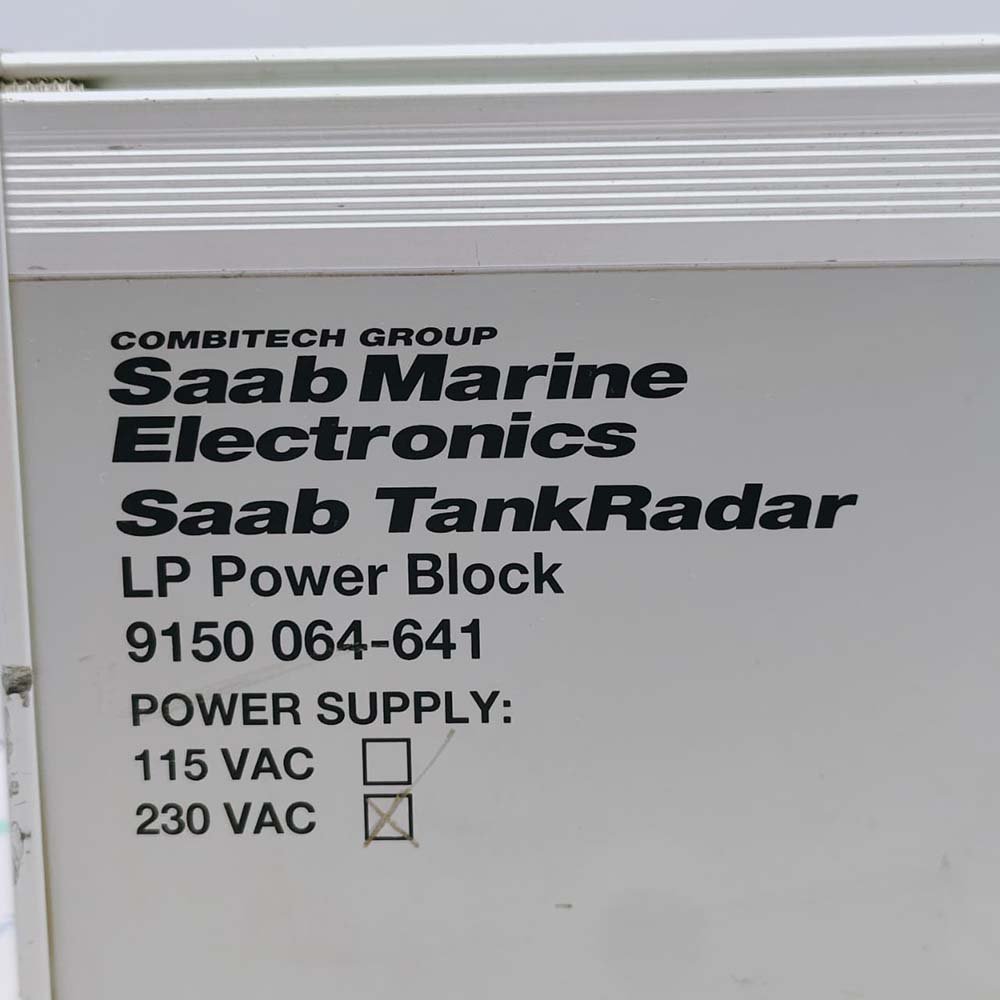 COMBITECH GROUP
Saab Marine
Electronics
Saab TankRadar
LP Power Block
9150 064-641
POWER SUPPLY:
115 VAC
230 VAC